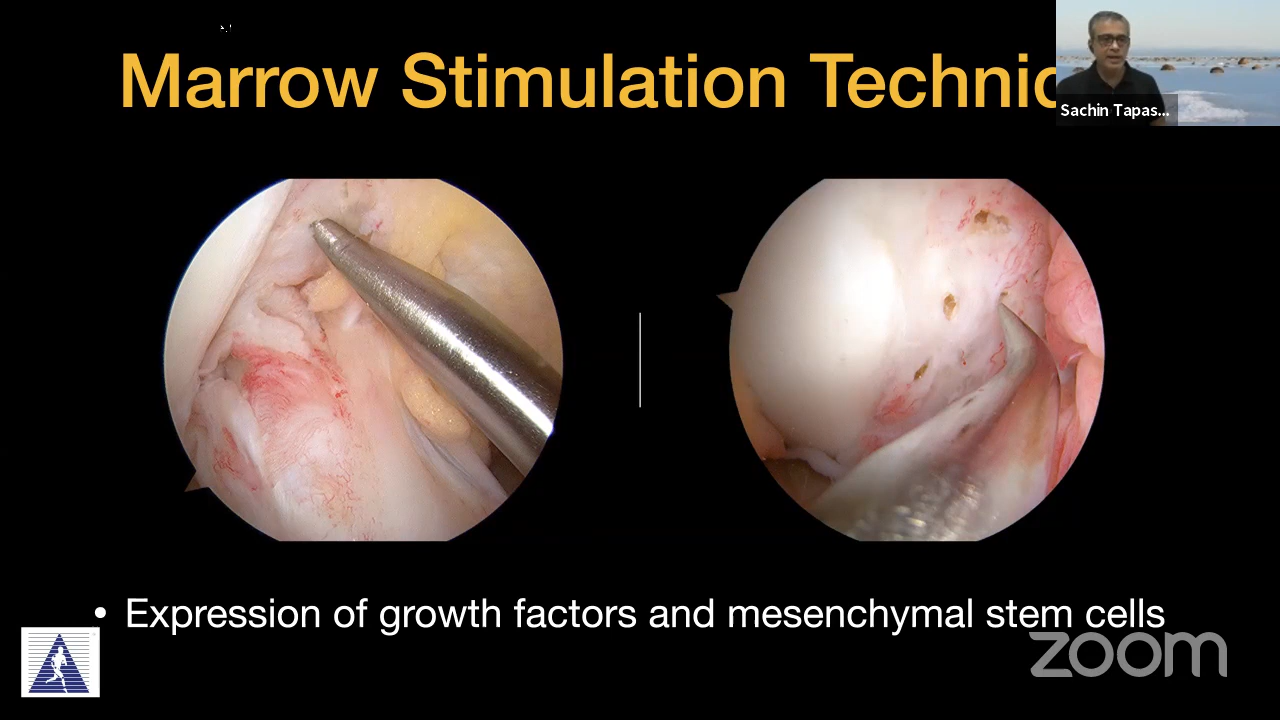 Marrow Stimulation Technic
Sachin Tapas...
• Expression of growth factors and mesenchymal stem cells
zoom